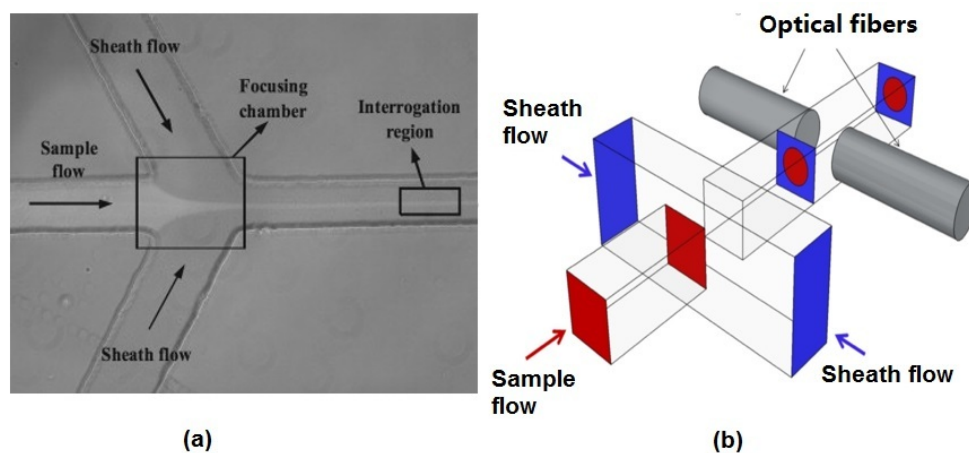 Sheath flow
Focusing
chamber
Interrogation
region
Sample
flow
Sheath flow
(a)
Optical fibers
Sheath
flow
Sample
flow
Sheath flow
(b)